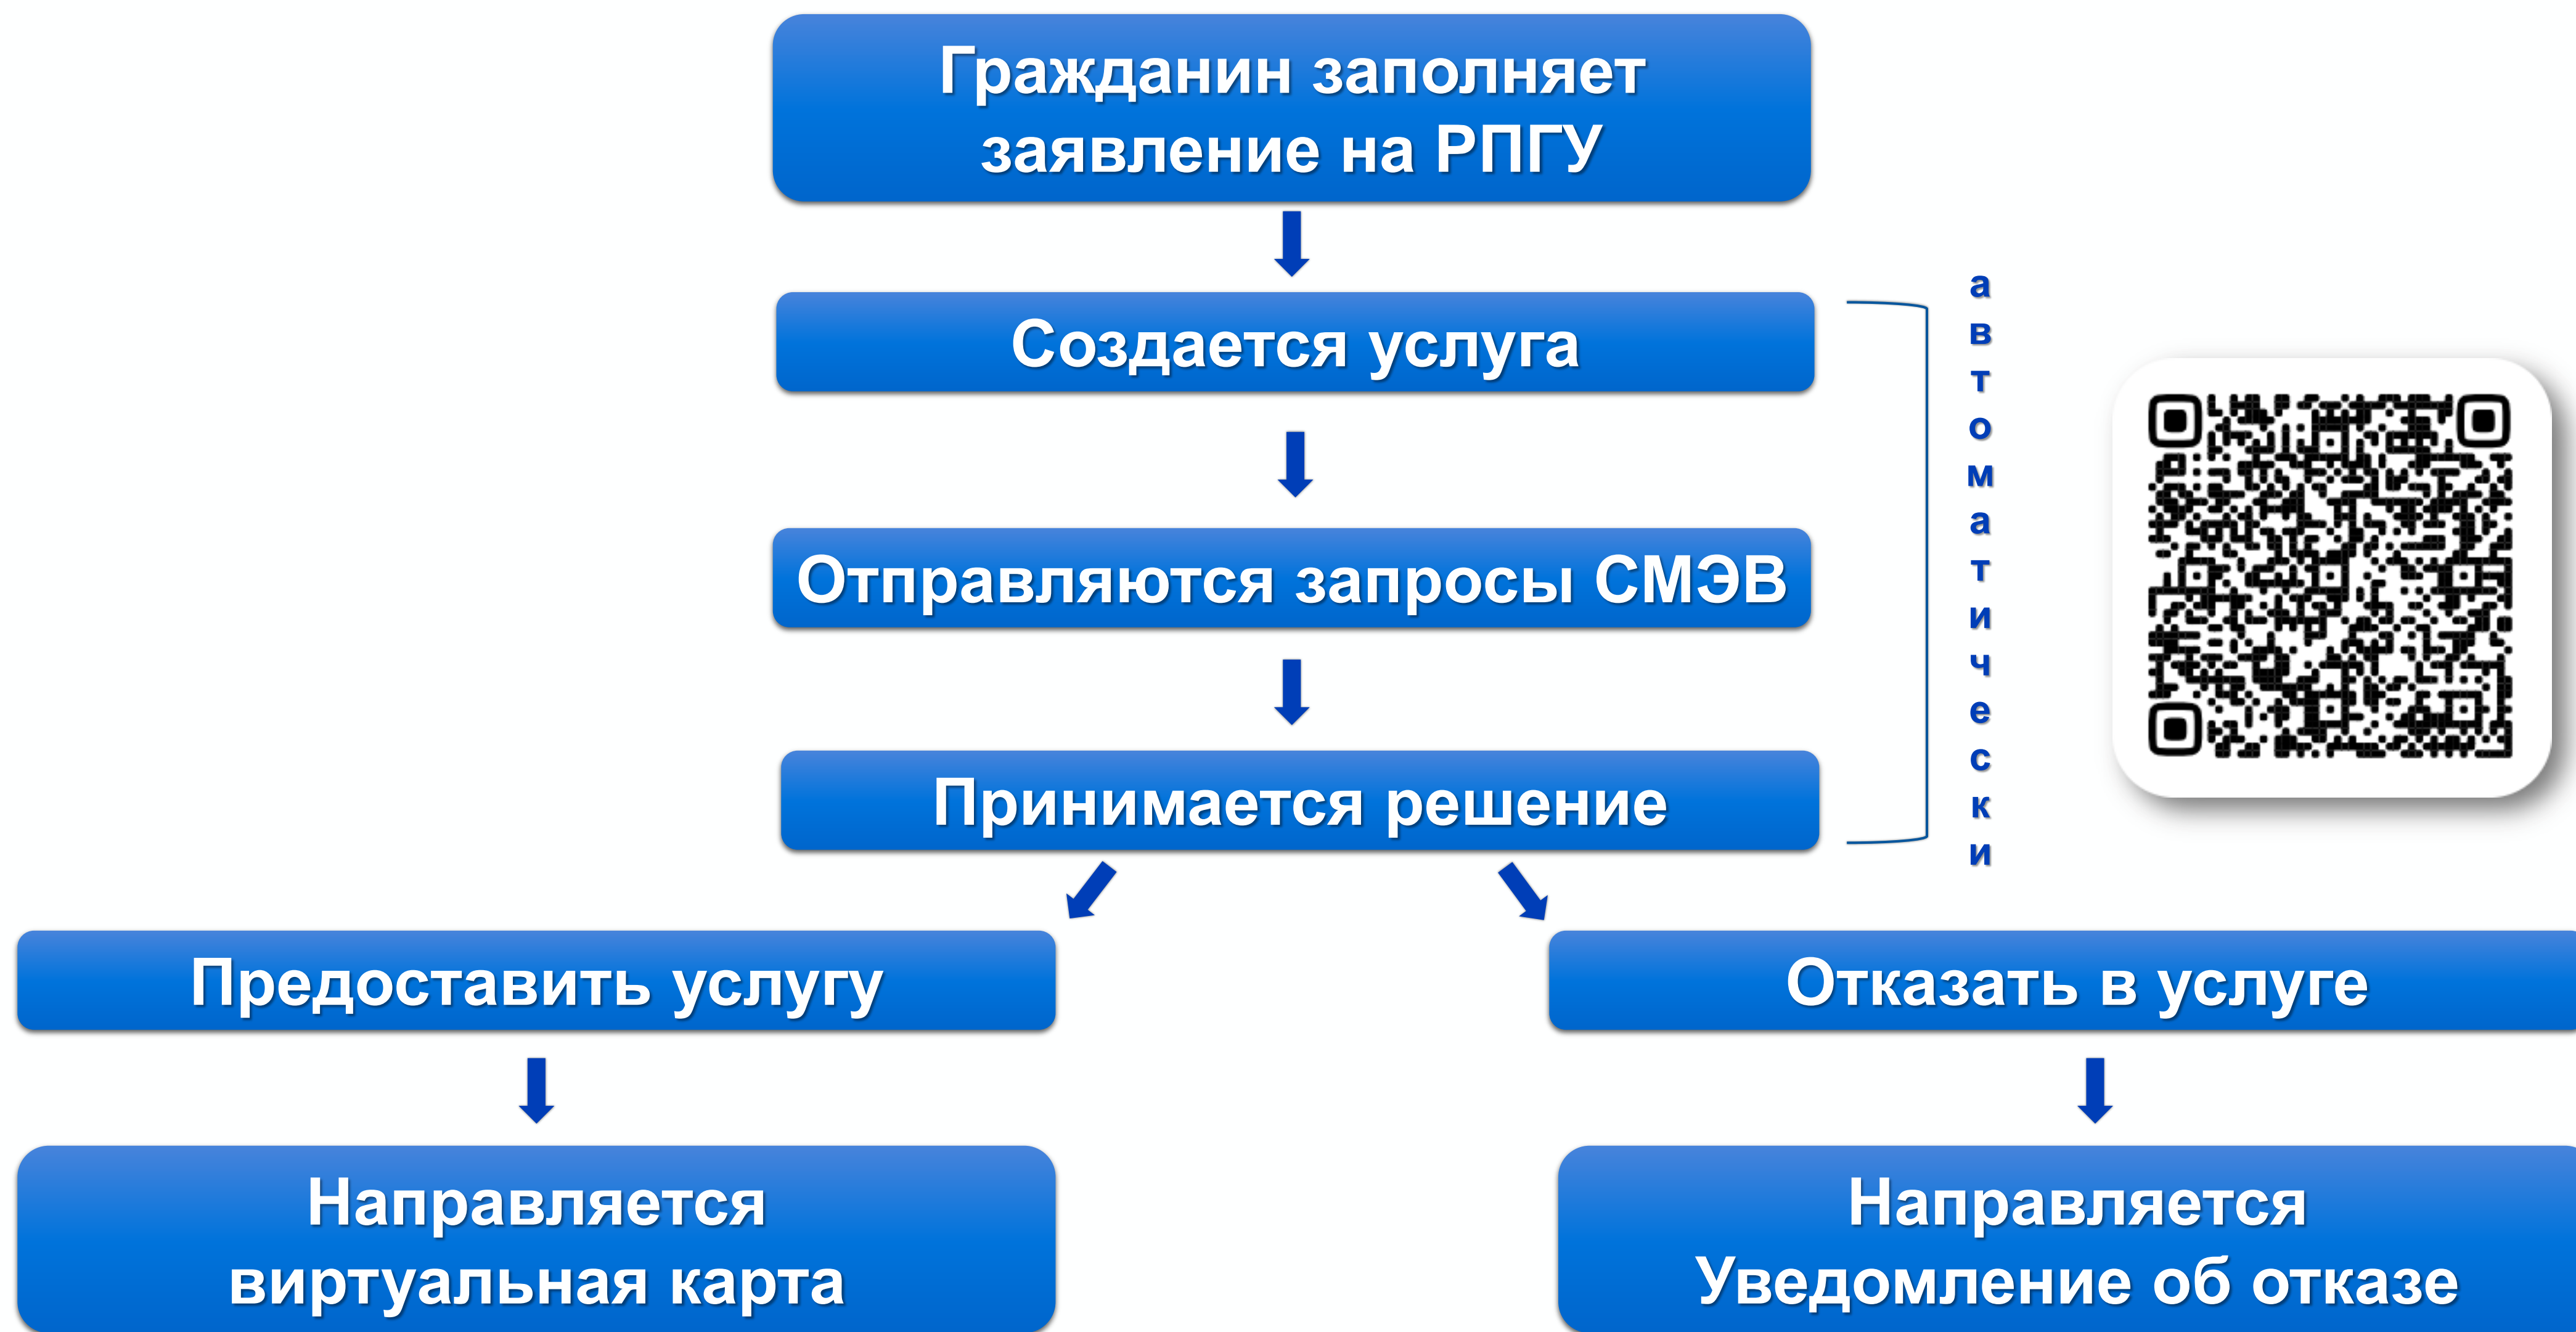 Гражданин заполняет
заявление на РПГУ
Создается услуга
Отправляются запросы СМЭВ
Принимается решение
автоматически
Предоставить услугу
Отказать в услуге
Направляется
виртуальная карта
Направляется
Уведомление об отказе